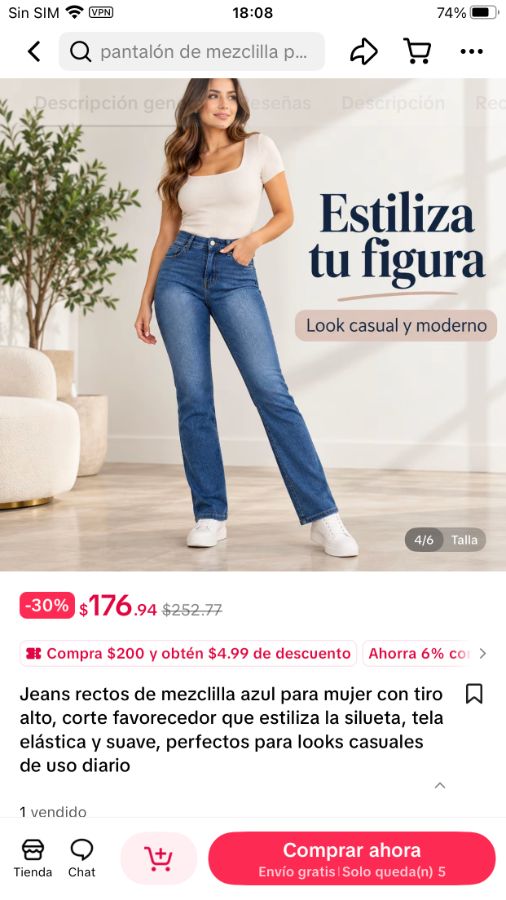 Sin SIM VPN 18:08 74%
pantalón de mezclilla p...
Descripción gen eseñas Descripción Rec
Estiliza
tu figura
Look casual y moderno
4/6 Talla
-30% $176.94 $252.77
Compra $200 y obtén $4.99 de descuento Ahorra 6% co
Jeans rectos de mezclilla azul para mujer con tiro
alto, corte favorecedor que estiliza la silueta, tela
elástica y suave, perfectos para looks casuales
de uso diario
1 vendido
Tienda Chat
Comprar ahora
Envío gratis | Solo queda(n) 5